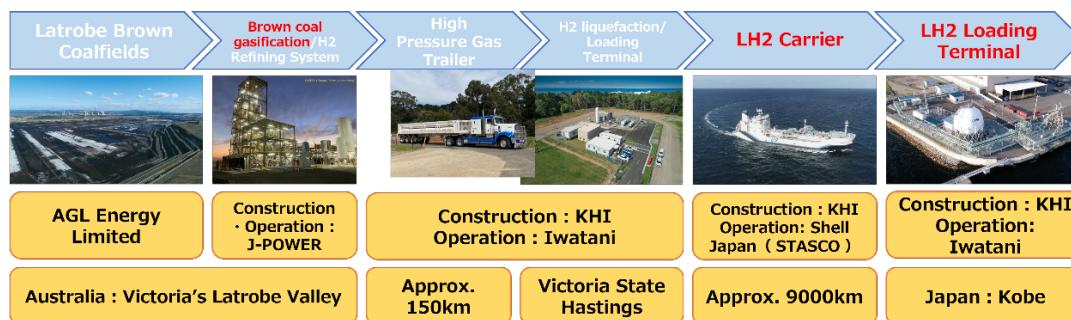 Latrobe Brown
Coalfields
Brown coal
gasification/H2
Refining System
High
Pressure Gas
Trailer
H2 liquefaction/
Loading
Terminal
LH2 Carrier
LH2 Loading
Terminal
AGL Energy
Limited
Construction
・Operation :
J-POWER
Construction : KHI
Operation : Iwatani
Construction : KHI
Operation: Shell
Japan ( STASCO )
Construction : KHI
Operation:
Iwatani
Australia : Victoria’s Latrobe Valley
Approx.
150km
Victoria State
Hastings
Approx. 9000km
Japan : Kobe